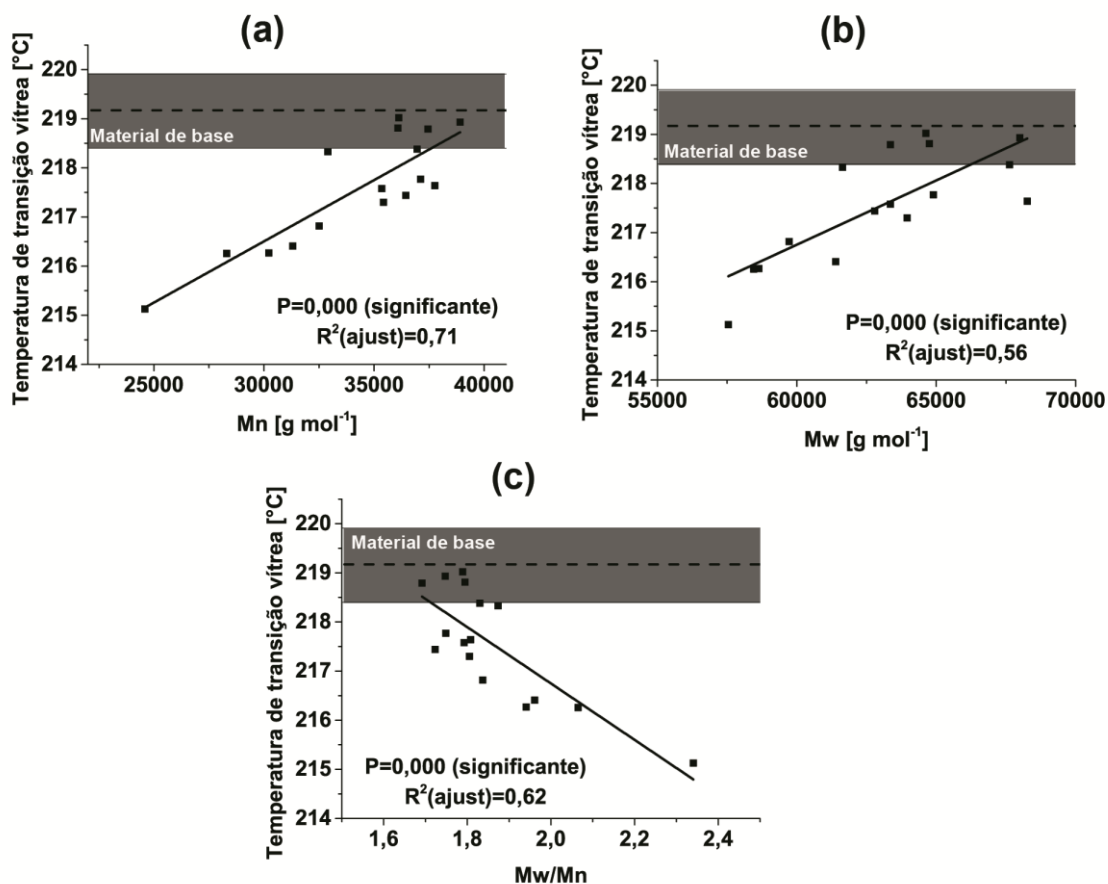 (a)
Temperatura de transição vítrea [°C]
220
219
218
217
216
215
214
Material de base
P=0,000 (significante)
R²(ajust)=0,71
25000 30000 35000 40000
Mn [g mol⁻¹]
(b)
Temperatura de transição vítrea [°C]
220
219
218
217
216
215
214
Material de base
P=0,000 (significante)
R²(ajust)=0,56
55000 60000 65000 70000
Mw [g mol⁻¹]
(c)
Temperatura de transição vítrea [°C]
220
219
218
217
216
215
214
Material de base
P=0,000 (significante)
R²(ajust)=0,62
1,6 1,8 2,0 2,2 2,4
Mw/Mn